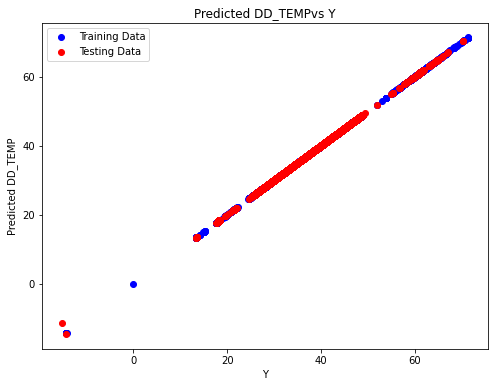 Predicted DD_TEMPvs Y
Training Data
Testing Data
Predicted DD_TEMP
60
40
20
0
0
20
40
60
Y